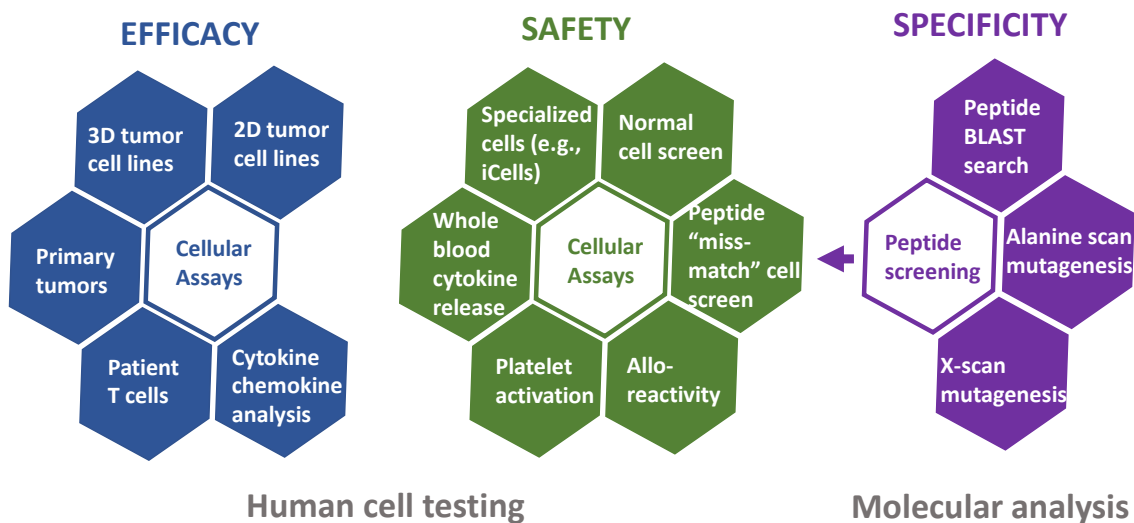 EFFICACY
3D tumor
cell lines
2D tumor
cell lines
Primary
tumors
Cellular
Assays
Patient
T cells
Cytokine
chemokine
analysis
SAFETY
Specialized
cells (e.g.,
iCells)
Normal
cell screen
Whole
blood
cytokine
release
Cellular
Assays
Peptide
“miss-
match” cell
screen
Platelet
activation
Allo-
reactivity
SPECIFICITY
Peptide
BLAST
search
Peptide
screening
Alanine scan
mutagenesis
X-scan
mutagenesis
Human cell testing
Molecular analysis